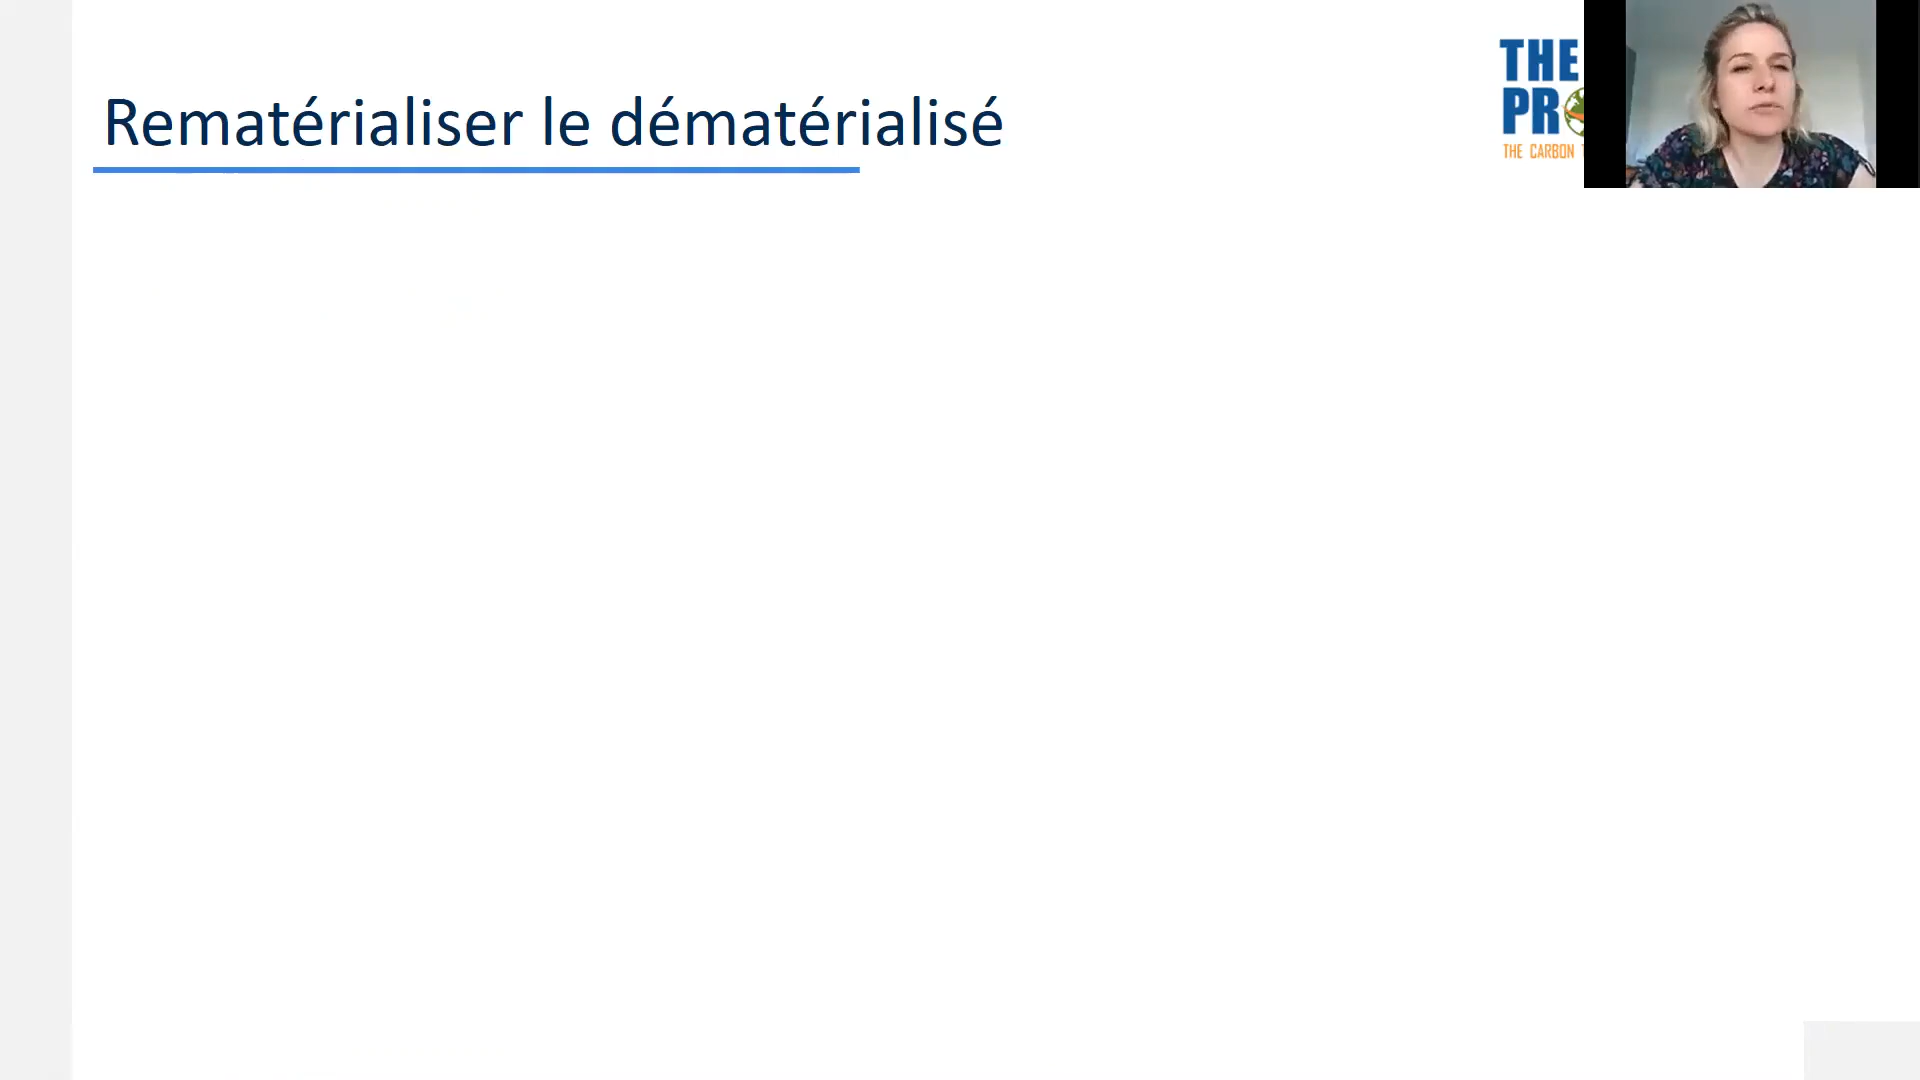 Rematérialiser le dématérialisé
THE
PR
THE CARBON